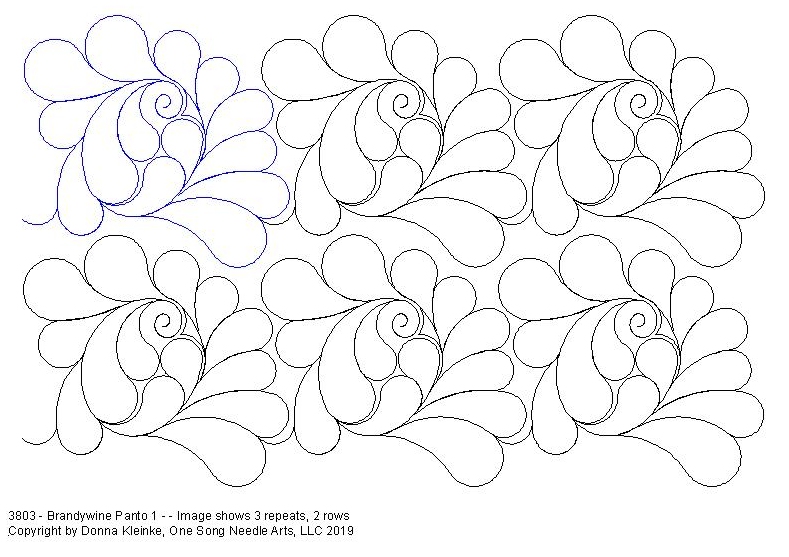 3803 - Brandywine Panto 1 - - Image shows 3 repeats, 2 rows
Copyright by Donna Kleinke, One Song Needle Arts, LLC 2019